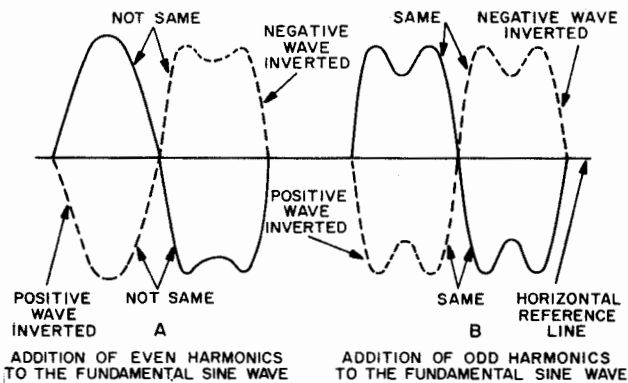 NOT SAME
NEGATIVE
WAVE
INVERTED
SAME
NEGATIVE WAVE
INVERTED
POSITIVE
WAVE
INVERTED
POSITIVE
WAVE
INVERTED
NOT SAME
A
SAME
B
HORIZONTAL
REFERENCE
LINE
ADDITION OF EVEN HARMONICS
TO THE FUNDAMENTAL SINE WAVE
ADDITION OF ODD HARMONICS
TO THE FUNDAMENTAL SINE WAVE